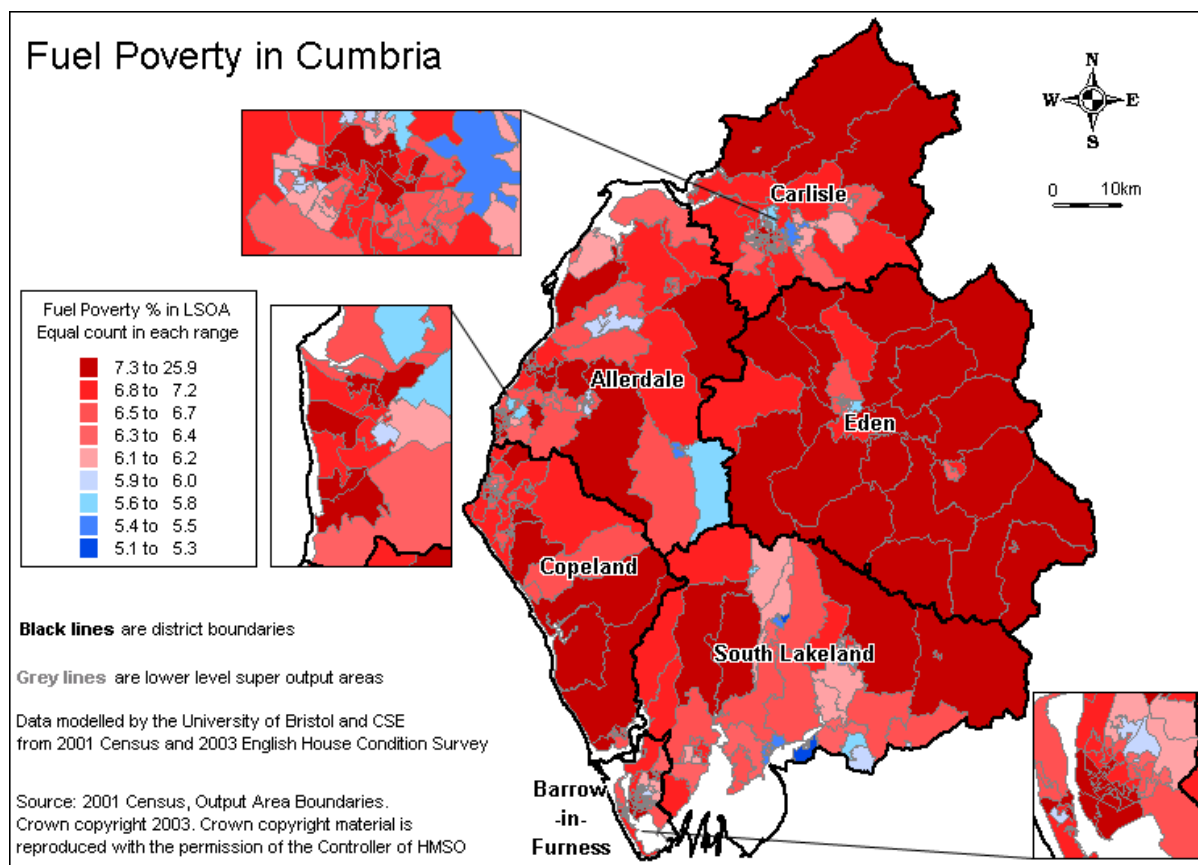 Fuel Poverty in Cumbria
N
W E
S
0 10km
Carlisle
Fuel Poverty % in LSOA
Equal count in each range
7.3 to 25.9
6.8 to 7.2
6.5 to 6.7
6.3 to 6.4
6.1 to 6.2
5.9 to 6.0
5.6 to 5.8
5.4 to 5.5
5.1 to 5.3
Allerdale
Eden
Copeland
South Lakeland
Black lines are district boundaries
Grey lines are lower level super output areas
Data modelled by the University of Bristol and CSE
from 2001 Census and 2003 English House Condition Survey
Source: 2001 Census, Output Area Boundaries.
Crown copyright 2003. Crown copyright material is
reproduced with the permission of the Controller of HMSO
Barrow
-in-
Furness